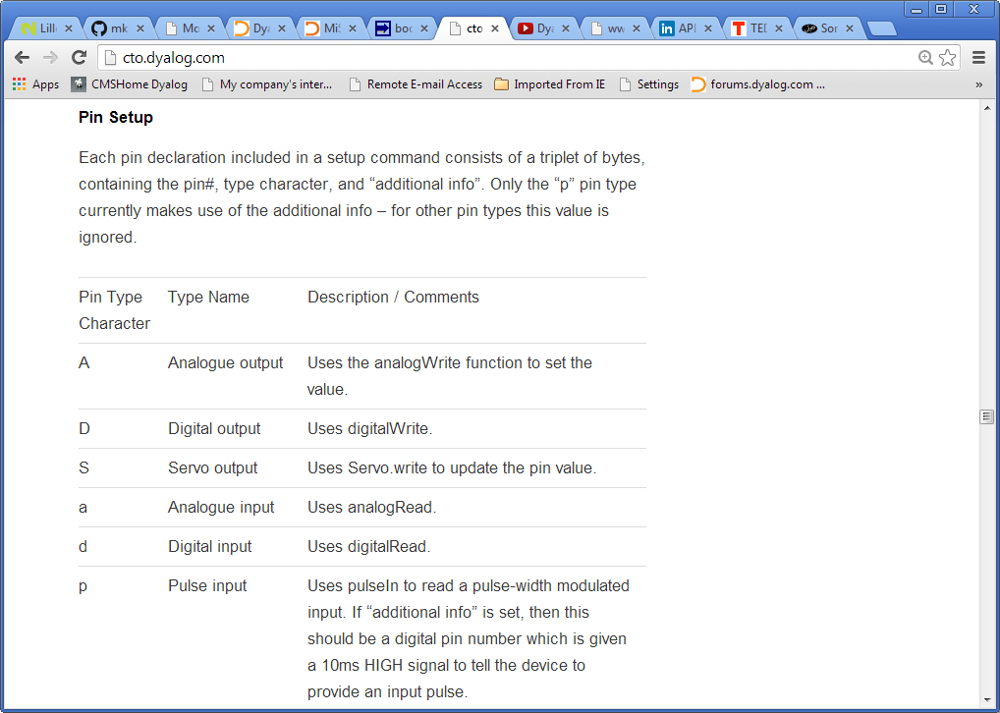 Lill
mk
Mo
Dya
MiS
boo
cto
Dya
ww
in API
TED
Sor
cto.dyalog.com
Apps
CMSHome Dyalog
My company's inter...
Remote E-mail Access
Imported From IE
Settings
forums.dyalog.com ...
»
Pin Setup
Each pin declaration included in a setup command consists of a triplet of bytes,
containing the pin#, type character, and “additional info”. Only the “p” pin type
currently makes use of the additional info – for other pin types this value is
ignored.
Pin Type
Character
Type Name
Description / Comments
A
Analogue output
Uses the analogWrite function to set the
value.
D
Digital output
Uses digitalWrite.
S
Servo output
Uses Servo.write to update the pin value.
a
Analogue input
Uses analogRead.
d
Digital input
Uses digitalRead.
p
Pulse input
Uses pulseIn to read a pulse-width modulated
input. If “additional info” is set, then this
should be a digital pin number which is given
a 10ms HIGH signal to tell the device to
provide an input pulse.